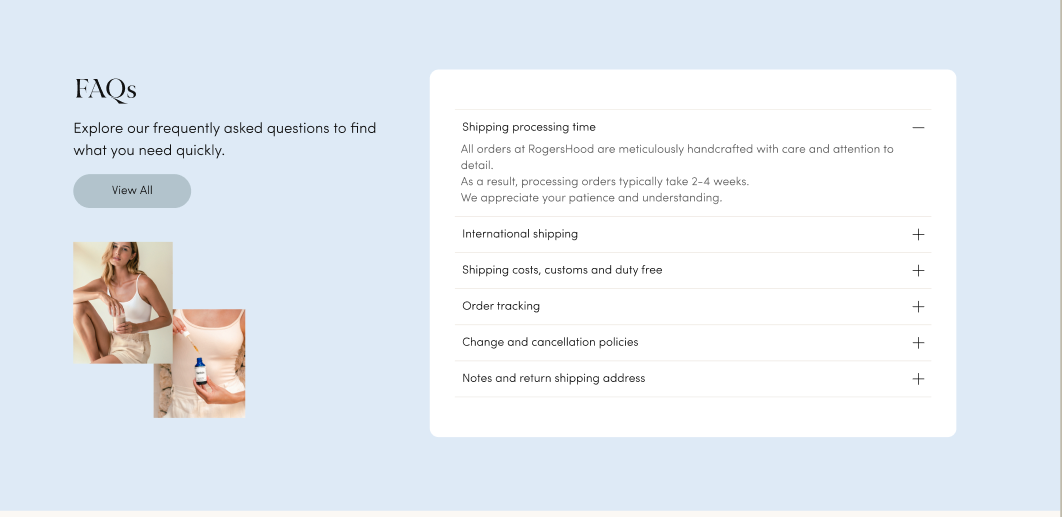 FAQs
Explore our frequently asked questions to find
what you need quickly.
View All
Shipping processing time
All orders at RogersHood are meticulously handcrafted with care and attention to
detail.
As a result, processing orders typically take 2-4 weeks.
We appreciate your patience and understanding.
International shipping
Shipping costs, customs and duty free
Order tracking
Change and cancellation policies
Notes and return shipping address